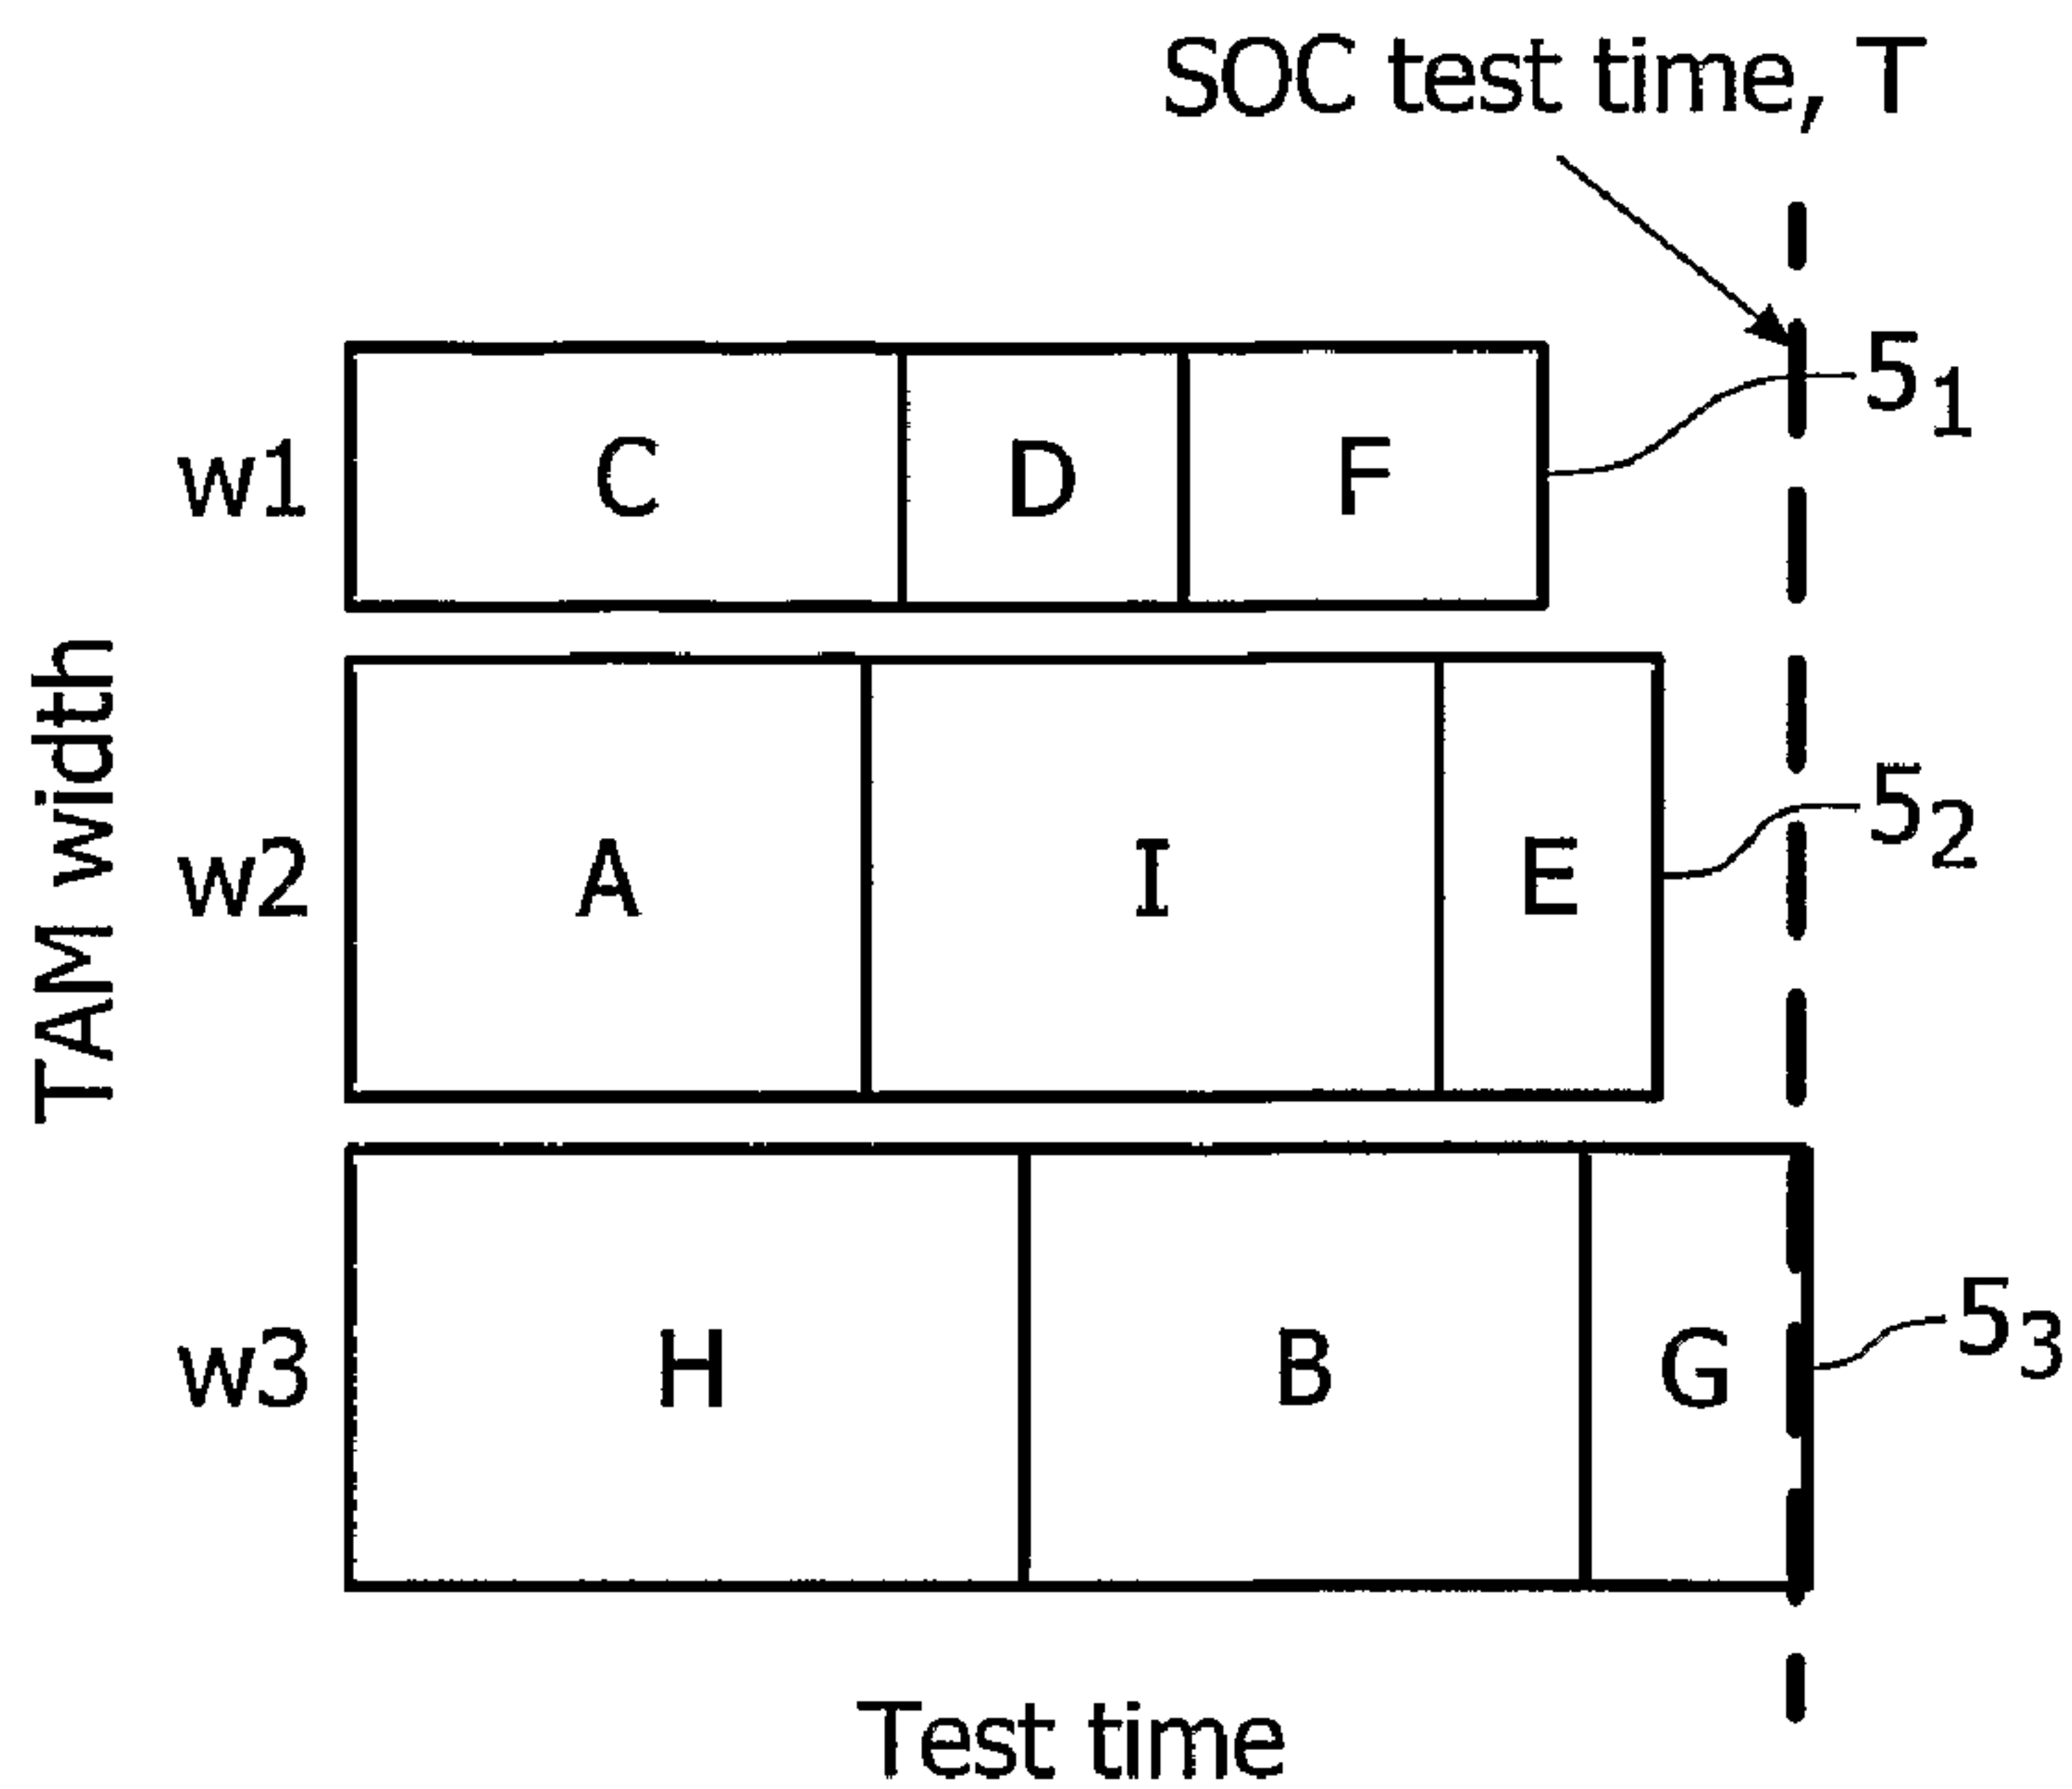 SOC test time, T
5₁
w1 C D F
TAM width
5₂
w2 A I E
5₃
w3 H B G
Test time